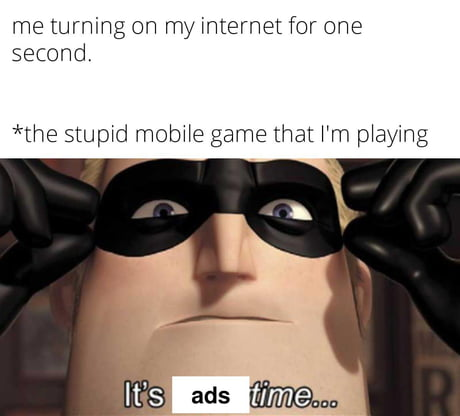 me turning on my internet for one
second.
*the stupid mobile game that I'm playing
It's ads time...